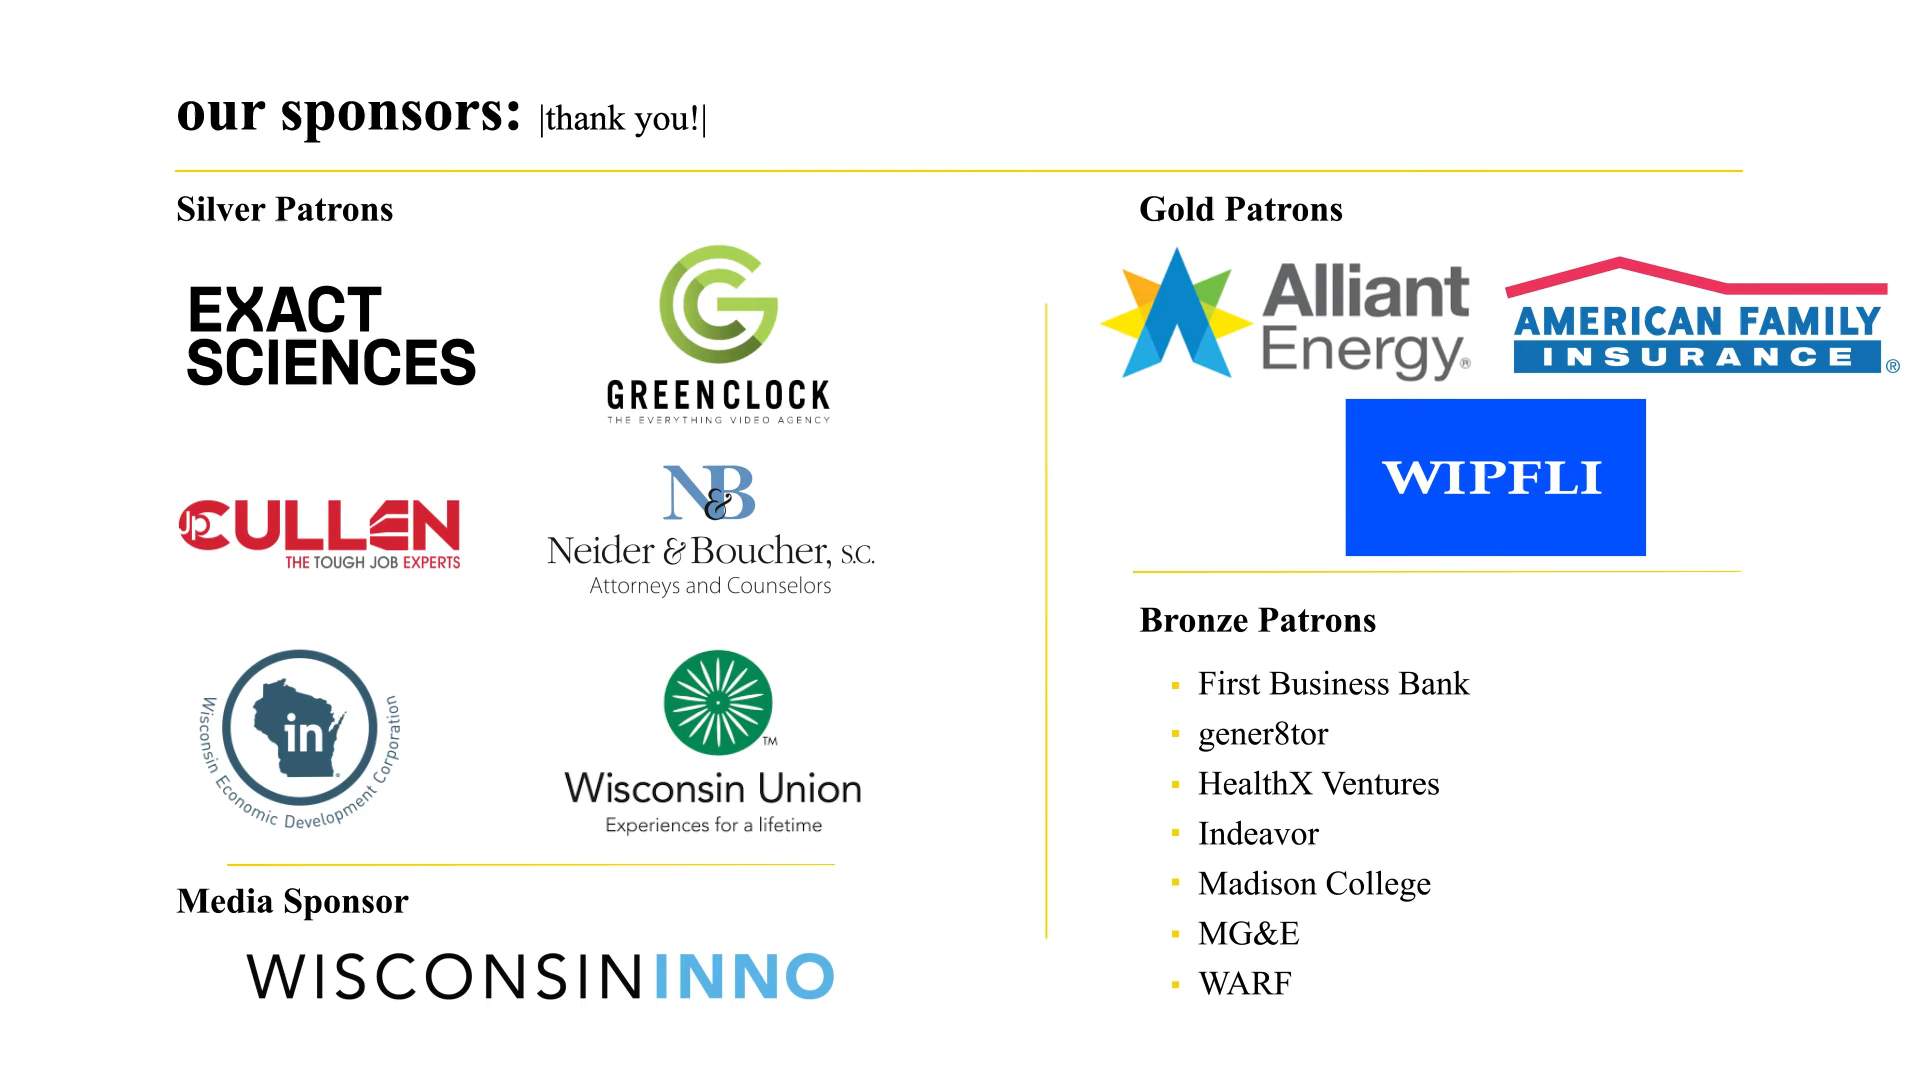 our sponsors: |thank you!|
Silver Patrons
EXACT
SCIENCES
GREENCLOCK
THE EVERYTHING VIDEO AGENCY
JP CULLEN
THE TOUGH JOB EXPERTS
N&B
Neider & Boucher, S.C.
Attorneys and Counselors
in
Wisconsin Economic Development Corporation
TM
Wisconsin Union
Experiences for a lifetime
Media Sponsor
WISCONSININNO
Gold Patrons
Alliant
Energy®
AMERICAN FAMILY
INSURANCE ®
WIPFLI
Bronze Patrons
▪ First Business Bank
▪ gener8tor
▪ HealthX Ventures
▪ Indeavor
▪ Madison College
▪ MG&E
▪ WARF